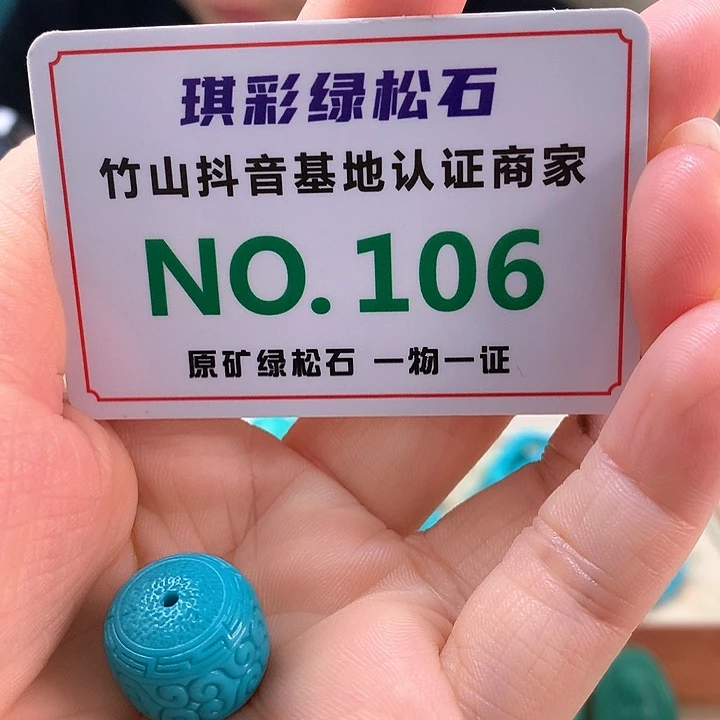 琪彩绿松石
竹山抖音基地认证商家
NO.106
原矿绿松石 一物一证